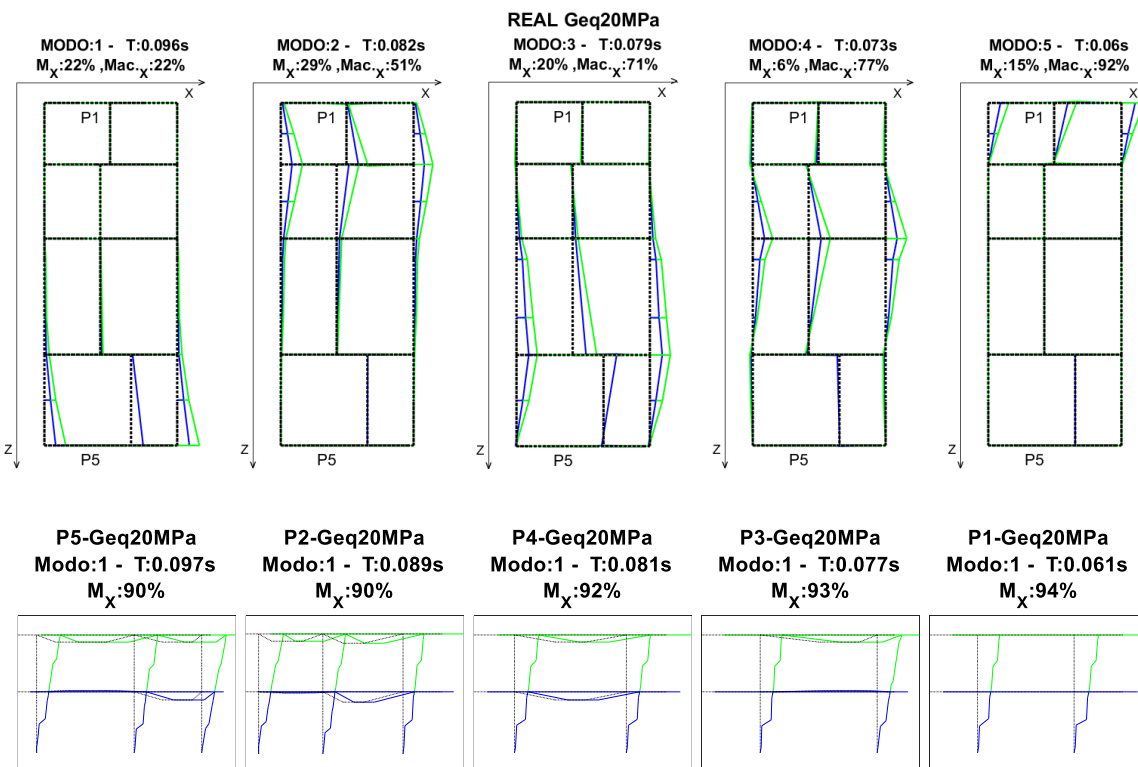 REAL Geq20MPa
MODO:1 -   T:0.096s
MX:22% ,Mac.X:22%
X
Z
P1
P5
MODO:2 -   T:0.082s
MX:29% ,Mac.X:51%
X
Z
P1
P5
MODO:3 -   T:0.079s
MX:20% ,Mac.X:71%
X
Z
P1
P5
MODO:4 -   T:0.073s
MX:6% ,Mac.X:77%
X
Z
P1
P5
MODO:5 -   T:0.06s
MX:15% ,Mac.X:92%
X
Z
P1
P5
P5-Geq20MPa
Modo:1 -  T:0.097s
MX:90%
P2-Geq20MPa
Modo:1 -  T:0.089s
MX:90%
P4-Geq20MPa
Modo:1 -  T:0.081s
MX:92%
P3-Geq20MPa
Modo:1 -  T:0.077s
MX:93%
P1-Geq20MPa
Modo:1 -  T:0.061s
MX:94%